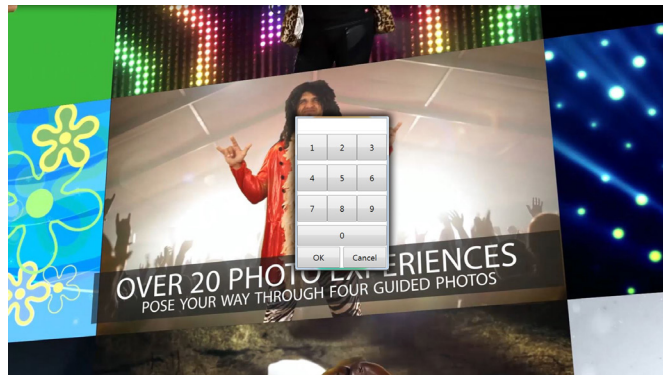 1 2 3
4 5 6
7 8 9
0
OK Cancel
OVER 20 PHOTO EXPERIENCES
POSE YOUR WAY THROUGH FOUR GUIDED PHOTOS